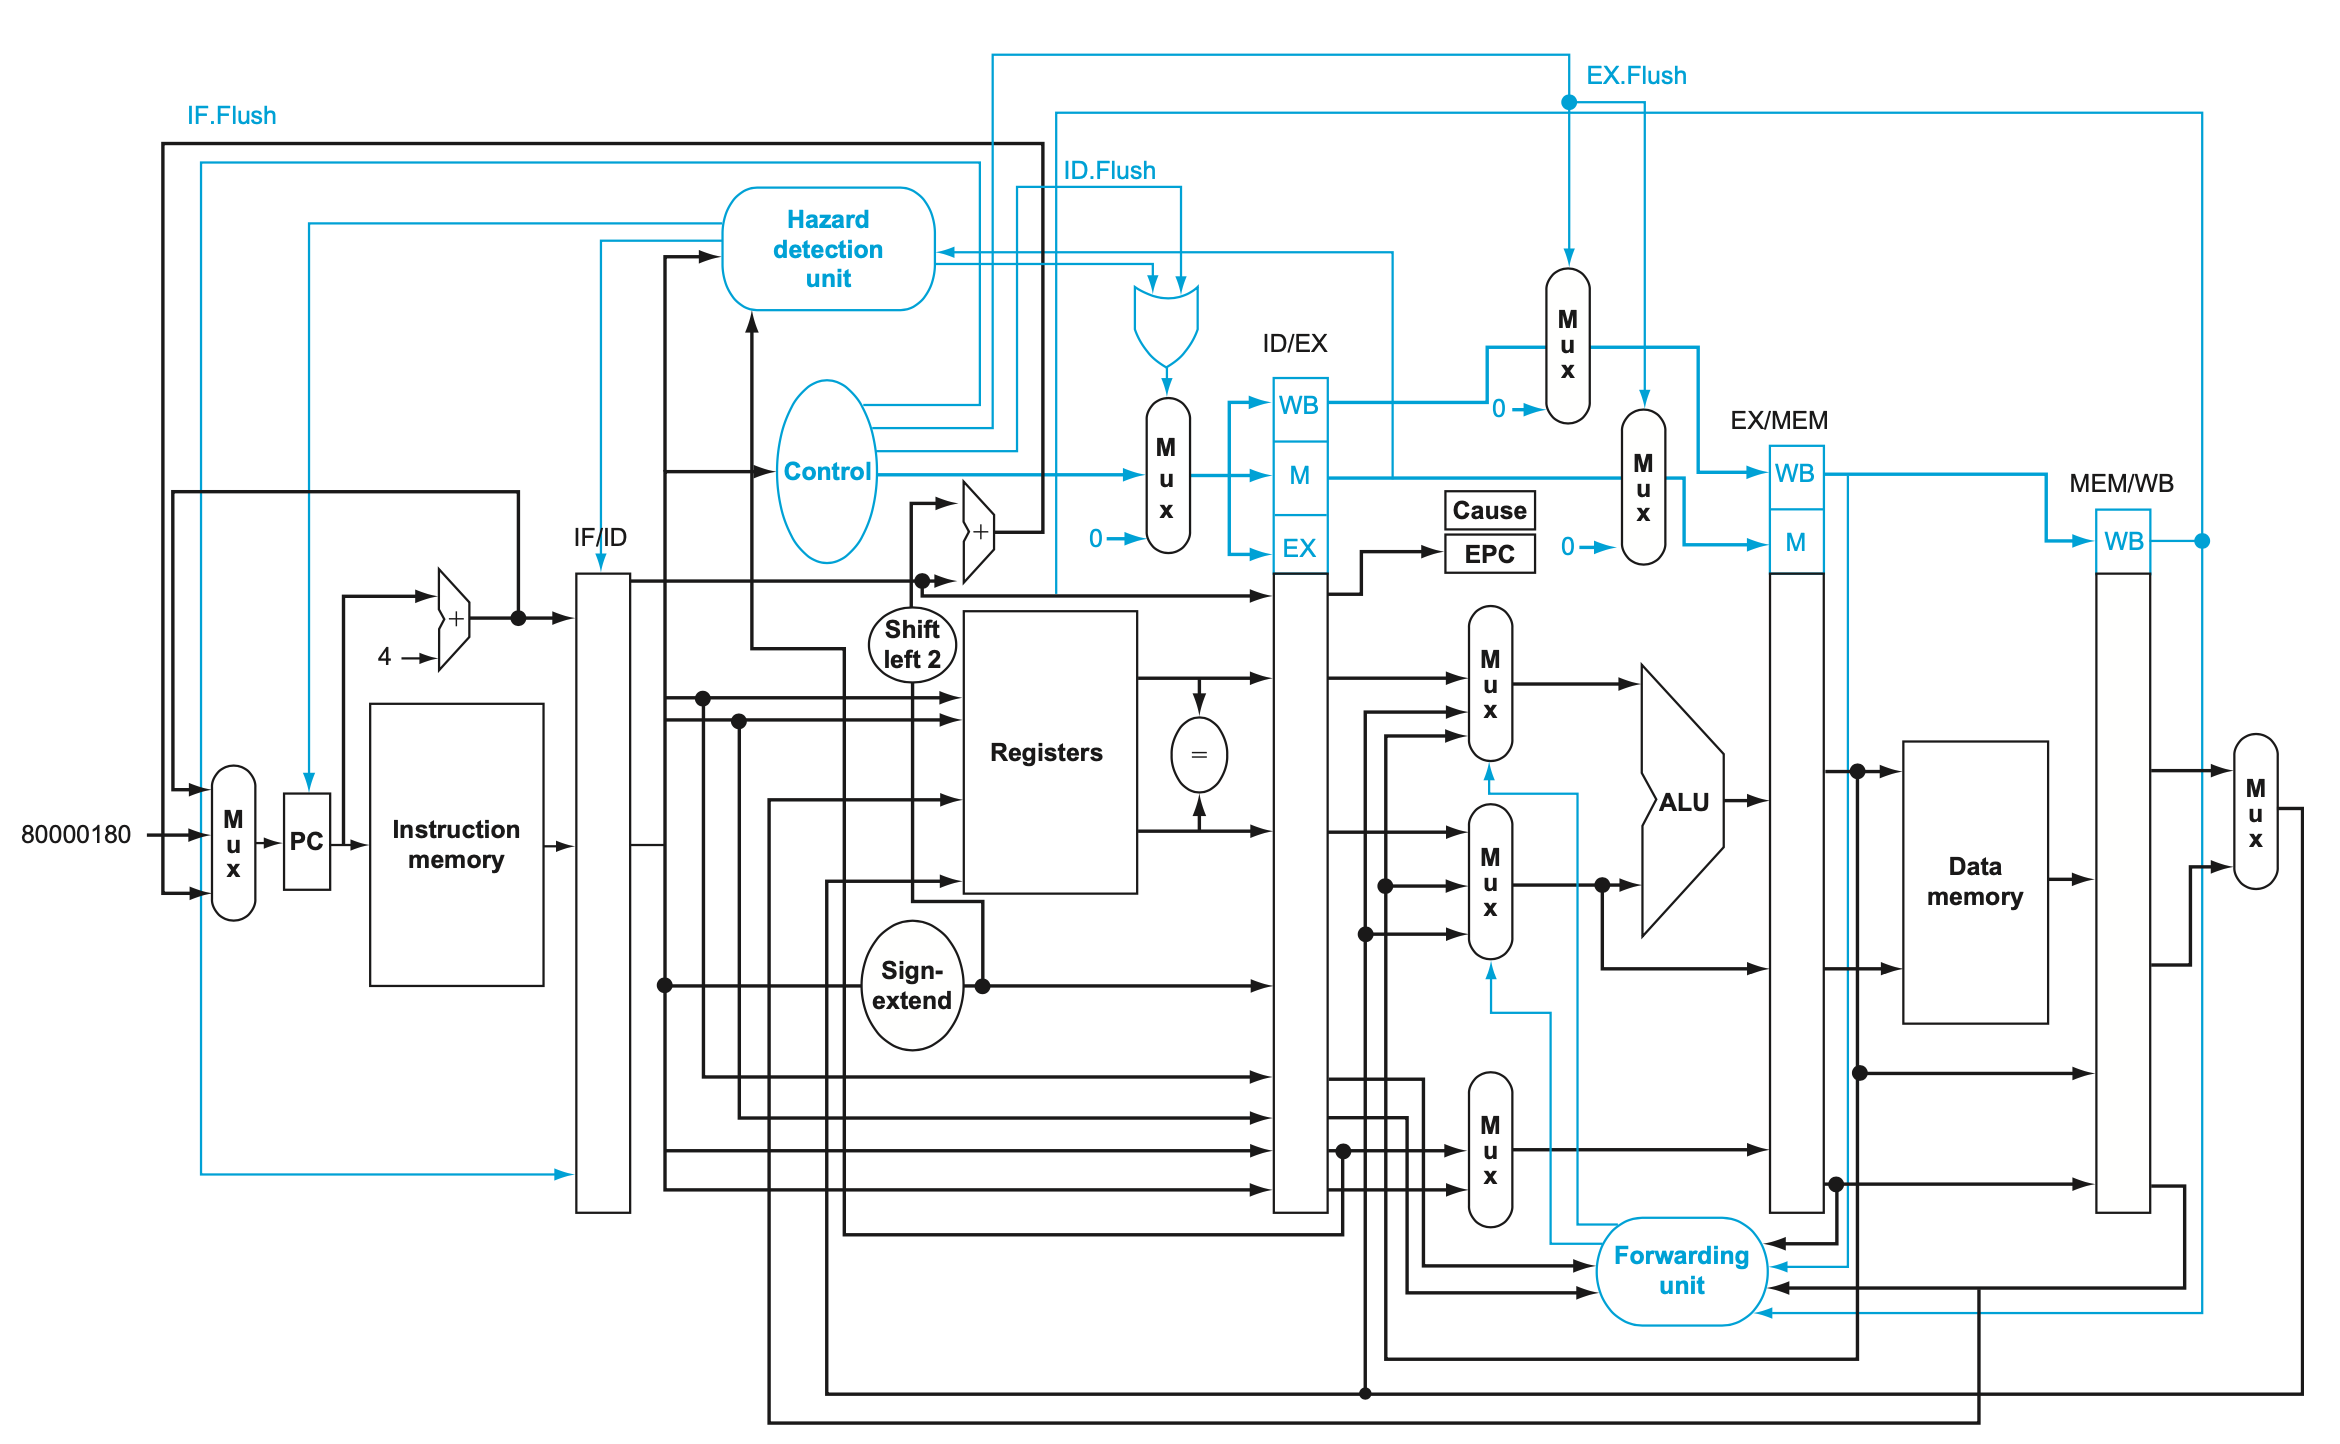 EX.Flush
IF.Flush
ID.Flush
Hazard
detection
unit
M
u
x
ID/EX
0
WB
M
u
x
EX/MEM
Control
M
u
x
M
WB
MEM/WB
Cause
0
EX
EPC
0
M
WB
IF/ID
+
+
4
Shift
left 2
M
u
x
Registers
=
ALU
80000180
M
u
x
PC
Instruction
memory
M
u
x
Data
memory
M
u
x
Sign-
extend
M
u
x
Forwarding
unit